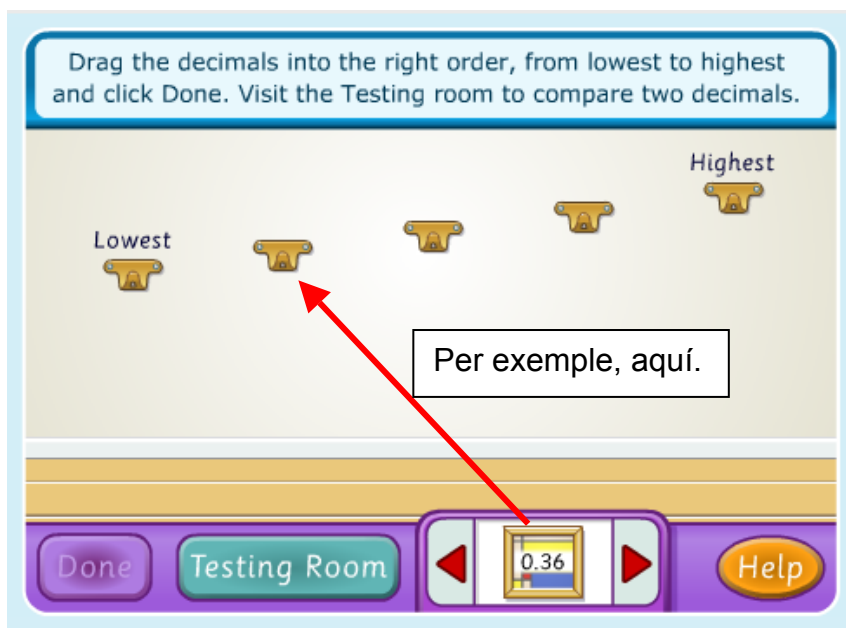 Drag the decimals into the right order, from lowest to highest
and click Done. Visit the Testing room to compare two decimals.
Highest
Lowest
Per exemple, aquí.
Done
Testing Room
0.36
Help